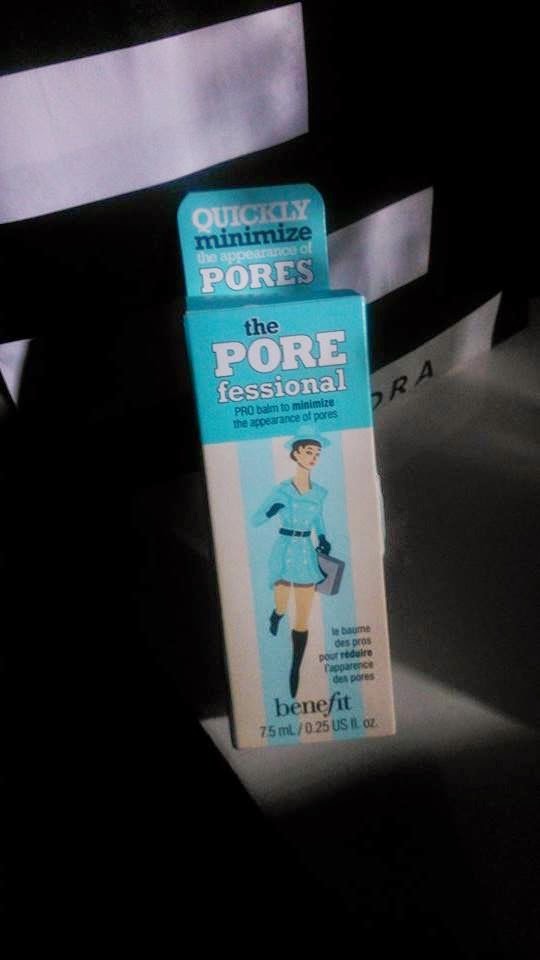 QUICKLY
minimize
the appearance of
PORES
the
PORE
fessional
PRO balm to minimize
the appearance of pores
le baume
des pros
pour réduire
l'apparence
des pores
benefit
7.5 mL / 0.25 US fl. oz.
ORA